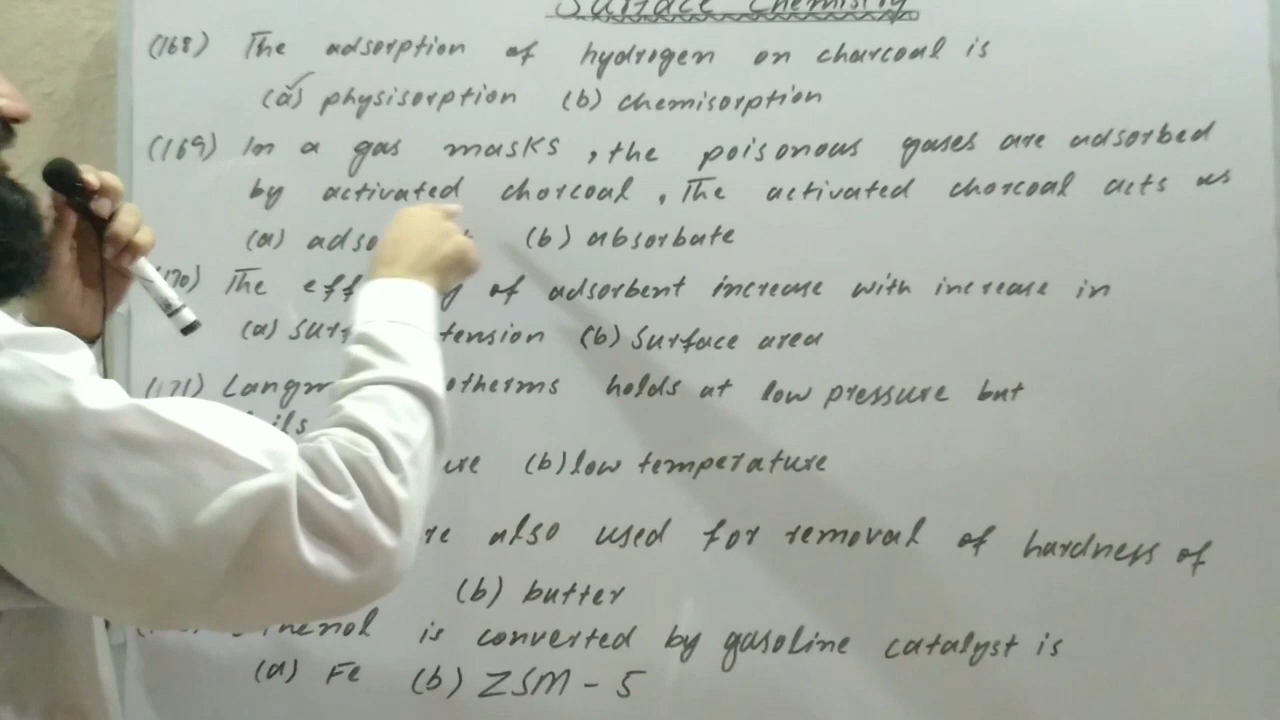 Surface Chemistry
(168) The adsorption of hydrogen on charcoal is
(a) physisorption (b) chemisorption
(169) In a gas masks, the poisonous gases are adsorbed
by activated chorcoal. The activated chorcoal acts as
(a) (b) absorbate
The of adsorbent increase with increase in
(a) tension (b) Surface area
(171) holds at low pressure but
(b) low temperature
also used for removal of hardness of
(b) butter
is converted by gasoline catalyst is
(a) Fe (b) ZSM-5